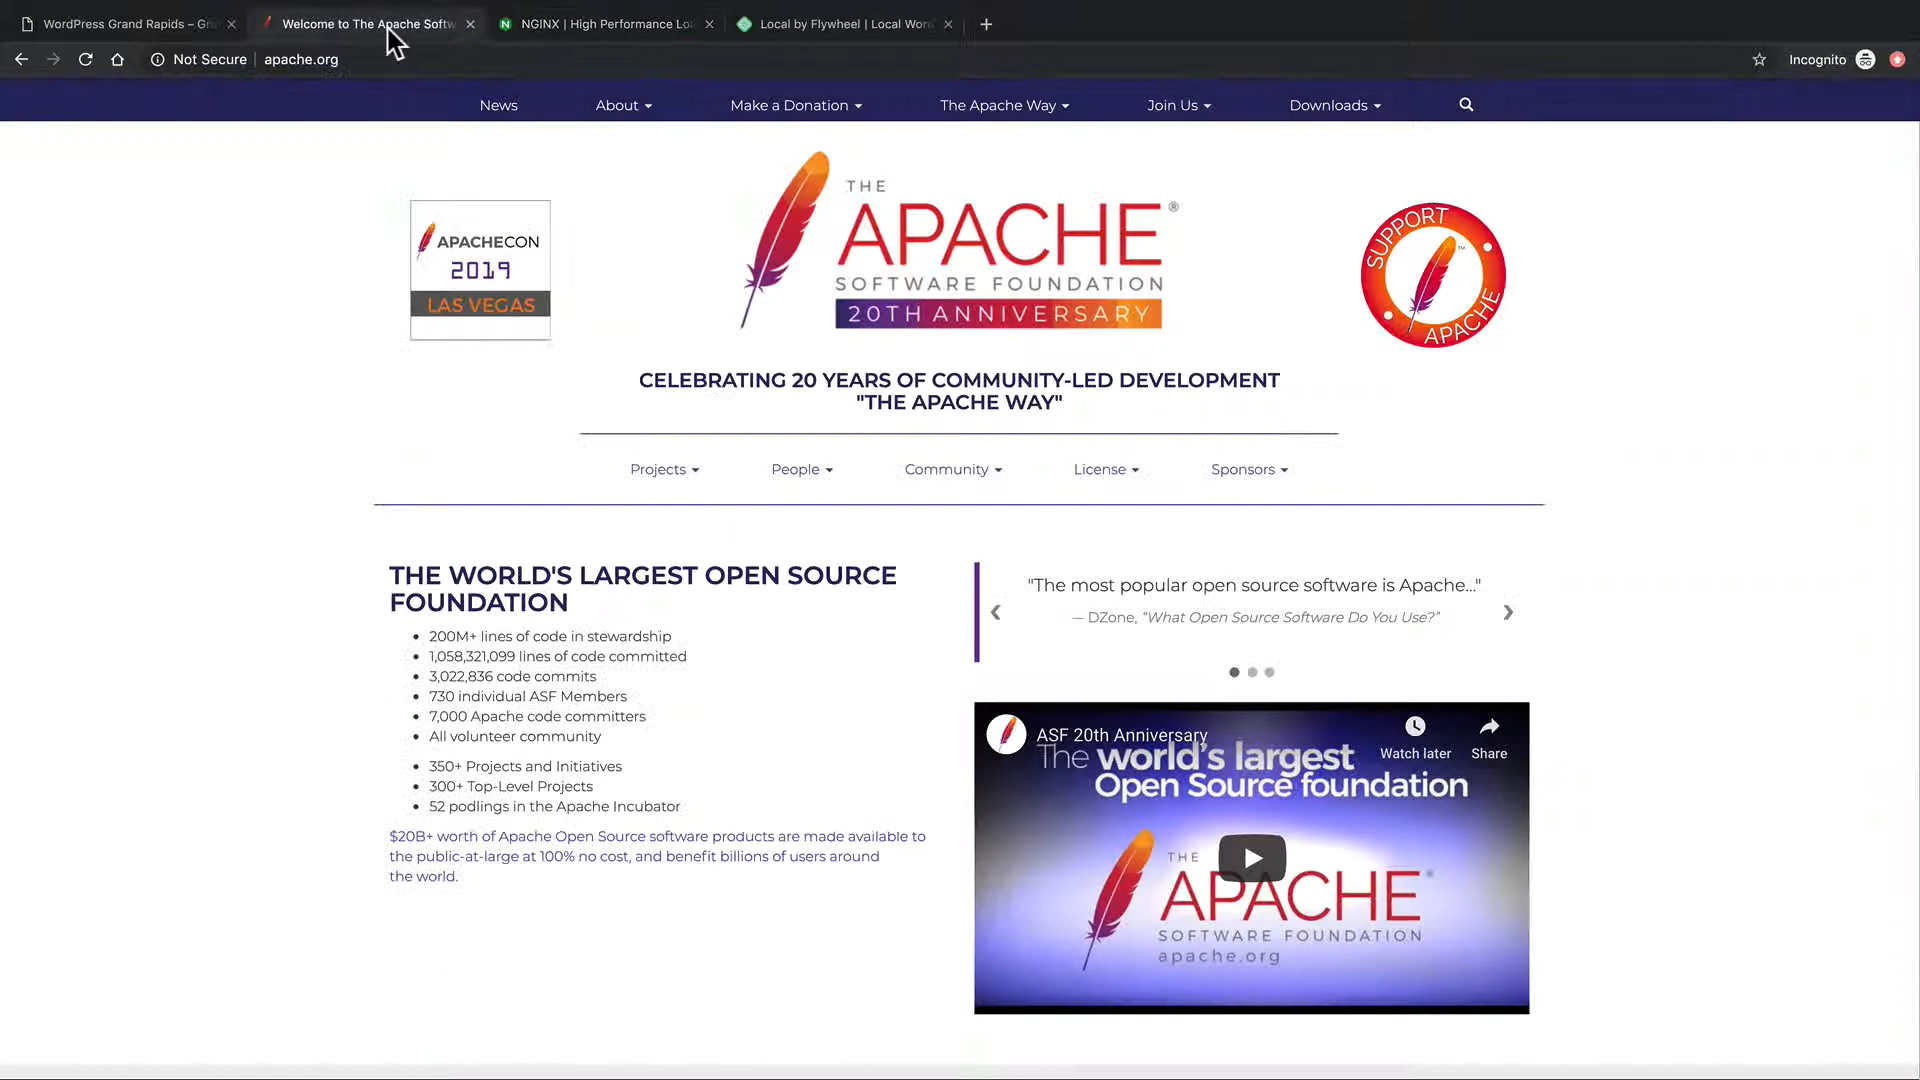 WordPress Grand Rapids – Gr
Welcome to The Apache Softw
NGINX | High Performance Lo
Local by Flywheel | Local Wor
Not Secure | apache.org
Incognito
News
About
Make a Donation
The Apache Way
Join Us
Downloads
APACHECON
2019
LAS VEGAS
THE
APACHE®
SOFTWARE FOUNDATION
20TH ANNIVERSARY
SUPPORT
APACHE
™
CELEBRATING 20 YEARS OF COMMUNITY-LED DEVELOPMENT
"THE APACHE WAY"
Projects
People
Community
License
Sponsors
THE WORLD'S LARGEST OPEN SOURCE
FOUNDATION
• 200M+ lines of code in stewardship
• 1,058,321,099 lines of code committed
• 3,022,836 code commits
• 730 individual ASF Members
• 7,000 Apache code committers
• All volunteer community
• 350+ Projects and Initiatives
• 300+ Top-Level Projects
• 52 podlings in the Apache Incubator
$20B+ worth of Apache Open Source software products are made available to
the public-at-large at 100% no cost, and benefit billions of users around
the world.
"The most popular open source software is Apache..."
— DZone, “What Open Source Software Do You Use?”
ASF 20th Anniversary
Watch later
Share
The world's largest
Open Source foundation
THE
APACHE®
SOFTWARE FOUNDATION
apache.org